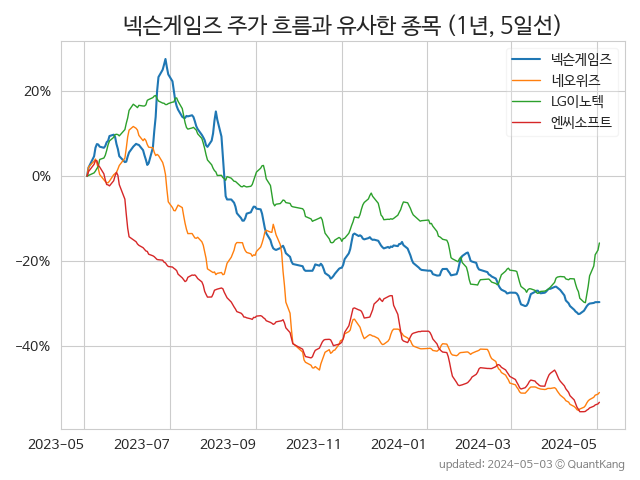 넥슨게임즈 주가 흐름과 유사한 종목 (1년, 5일선)
넥슨게임즈
네오위즈
LG이노텍
엔씨소프트
20%
0%
−20%
−40%
2023−05
2023−07
2023−09
2023−11
2024−01
2024−03
2024−05
updated: 2024-05-03 © QuantKang